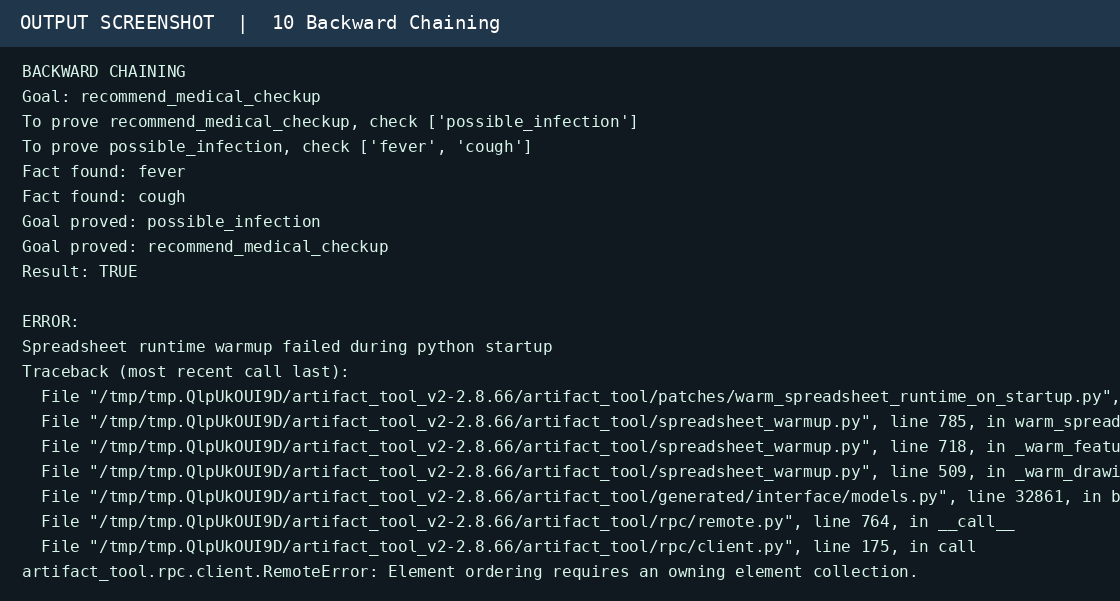 OUTPUT SCREENSHOT | 10 Backward Chaining
BACKWARD CHAINING
Goal: recommend_medical_checkup
To prove recommend_medical_checkup, check ['possible_infection']
To prove possible_infection, check ['fever', 'cough']
Fact found: fever
Fact found: cough
Goal proved: possible_infection
Goal proved: recommend_medical_checkup
Result: TRUE
ERROR:
Spreadsheet runtime warmup failed during python startup
Traceback (most recent call last):
File "/tmp/tmp.QlpUkOUI9D/artifact_tool_v2-2.8.66/artifact_tool/patches/warm_spreadsheet_runtime_on_startup.py",
File "/tmp/tmp.QlpUkOUI9D/artifact_tool_v2-2.8.66/artifact_tool/spreadsheet_warmup.py", line 785, in warm_spread
File "/tmp/tmp.QlpUkOUI9D/artifact_tool_v2-2.8.66/artifact_tool/spreadsheet_warmup.py", line 718, in _warm_featu
File "/tmp/tmp.QlpUkOUI9D/artifact_tool_v2-2.8.66/artifact_tool/spreadsheet_warmup.py", line 509, in _warm_drawi
File "/tmp/tmp.QlpUkOUI9D/artifact_tool_v2-2.8.66/artifact_tool/generated/interface/models.py", line 32861, in b
File "/tmp/tmp.QlpUkOUI9D/artifact_tool_v2-2.8.66/artifact_tool/rpc/remote.py", line 764, in __call__
File "/tmp/tmp.QlpUkOUI9D/artifact_tool_v2-2.8.66/artifact_tool/rpc/client.py", line 175, in call
artifact_tool.rpc.client.RemoteError: Element ordering requires an owning element collection.